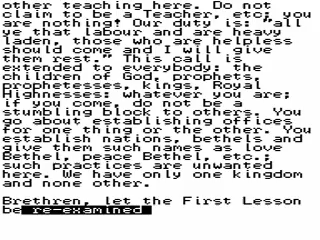 other teaching here. Do not
claim to be a Teacher, etc; you
are nothing! Our duty is: "all
ye that labour and are heavy
laden, those who are helpless
should come and I will give
them rest." This call is
extended to everybody: the
children of God, prophets,
prophetesses, kings, Royal
Highnesses; whatever you are;
if you come, do not be a
stumbling block to others. You
go about establishing offices
for one thing or the other. You
establish nations, bethels and
give them such names as love
Bethel, peace Bethel, etc.;
such practices are unwanted
here. We have only one kingdom
and none other.
Brethren, let the First Lesson
be re-examined